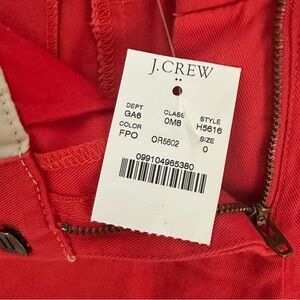 J.CREW
DEPT CLASS STYLE
GA6 0M8 H5616
COLOR SIZE
FPO OR5602 0
099104965380